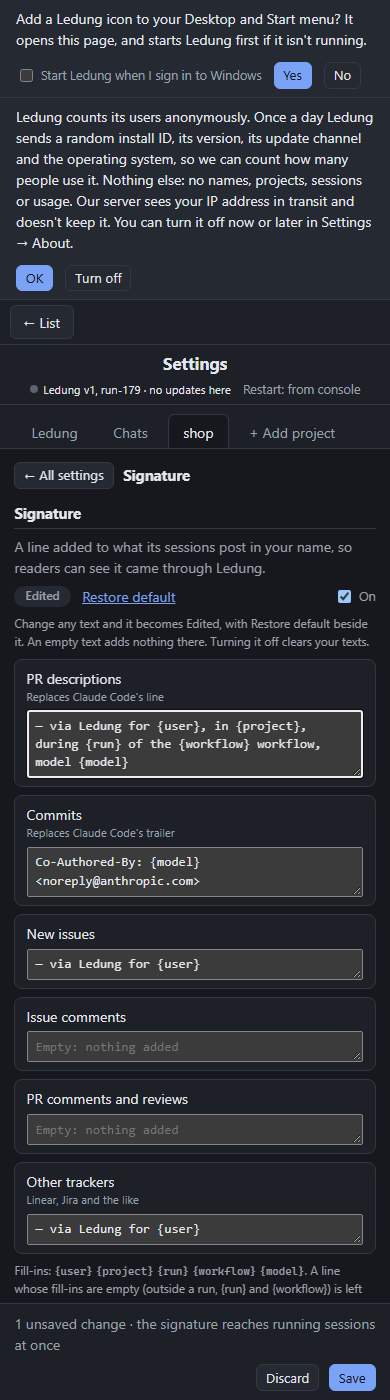 Add a Ledung icon to your Desktop and Start menu? It
opens this page, and starts Ledung first if it isn't running.
Start Ledung when I sign in to Windows Yes No
Ledung counts its users anonymously. Once a day Ledung
sends a random install ID, its version, its update channel
and the operating system, so we can count how many
people use it. Nothing else: no names, projects, sessions
or usage. Our server sees your IP address in transit and
doesn't keep it. You can turn it off now or later in Settings
→ About.
OK Turn off
← List
Settings
Ledung v1, run-179 · no updates here Restart: from console
Ledung Chats shop + Add project
← All settings Signature
Signature
A line added to what its sessions post in your name, so
readers can see it came through Ledung.
Edited Restore default On
Change any text and it becomes Edited, with Restore default beside
it. An empty text adds nothing there. Turning it off clears your texts.
PR descriptions
Replaces Claude Code's line
— via Ledung for {user}, in {project},
during {run} of the {workflow} workflow,
model {model}
Commits
Replaces Claude Code's trailer
Co-Authored-By: {model}
<noreply@anthropic.com>
New issues
— via Ledung for {user}
Issue comments
Empty: nothing added
PR comments and reviews
Empty: nothing added
Other trackers
Linear, Jira and the like
— via Ledung for {user}
Fill-ins: {user} {project} {run} {workflow} {model}. A line
whose fill-ins are empty (outside a run, {run} and {workflow}) is left
1 unsaved change · the signature reaches running sessions
at once
Discard Save